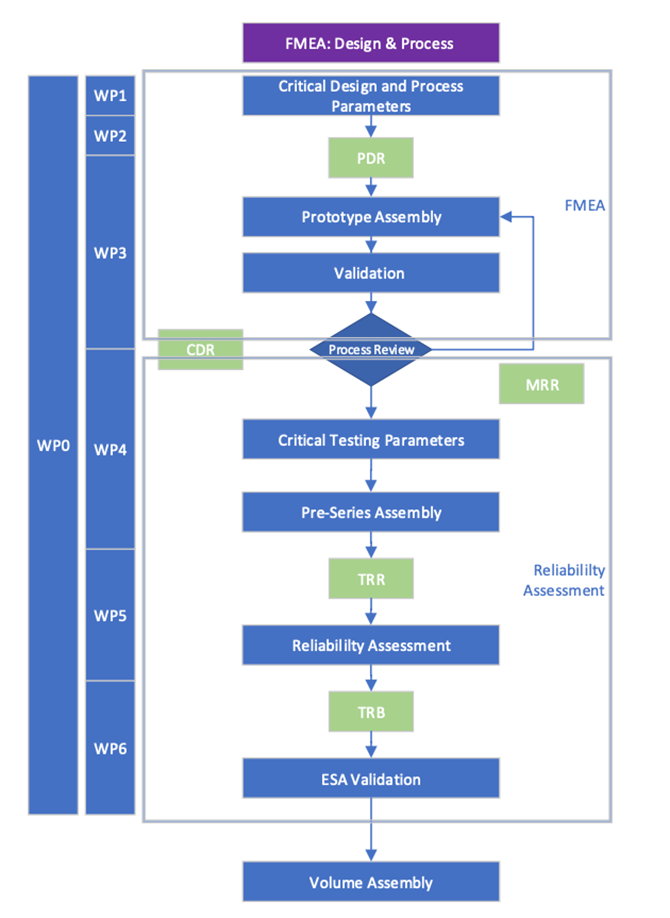 FMEA: Design & Process
WP1
Critical Design and Process
Parameters
WP2
PDR
WP3
Prototype Assembly
FMEA
Validation
CDR
Process Review
MRR
WP0
WP4
Critical Testing Parameters
Pre-Series Assembly
TRR
Reliabililty
Assessment
WP5
Reliabililty Assessment
TRB
WP6
ESA Validation
Volume Assembly